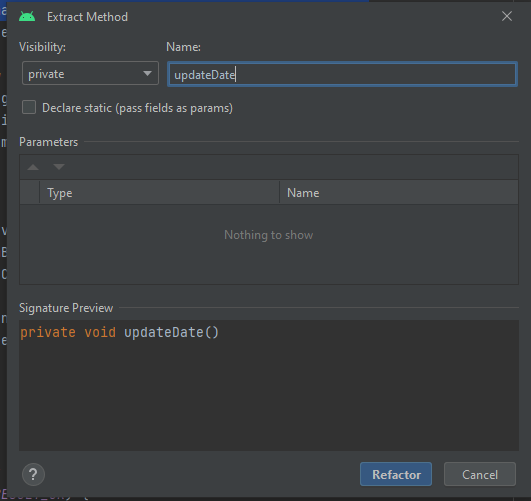 Extract Method
Visibility:
Name:
private
updateDate
Declare static (pass fields as params)
Parameters
Type
Name
Nothing to show
Signature Preview
private void updateDate()
?
Refactor
Cancel